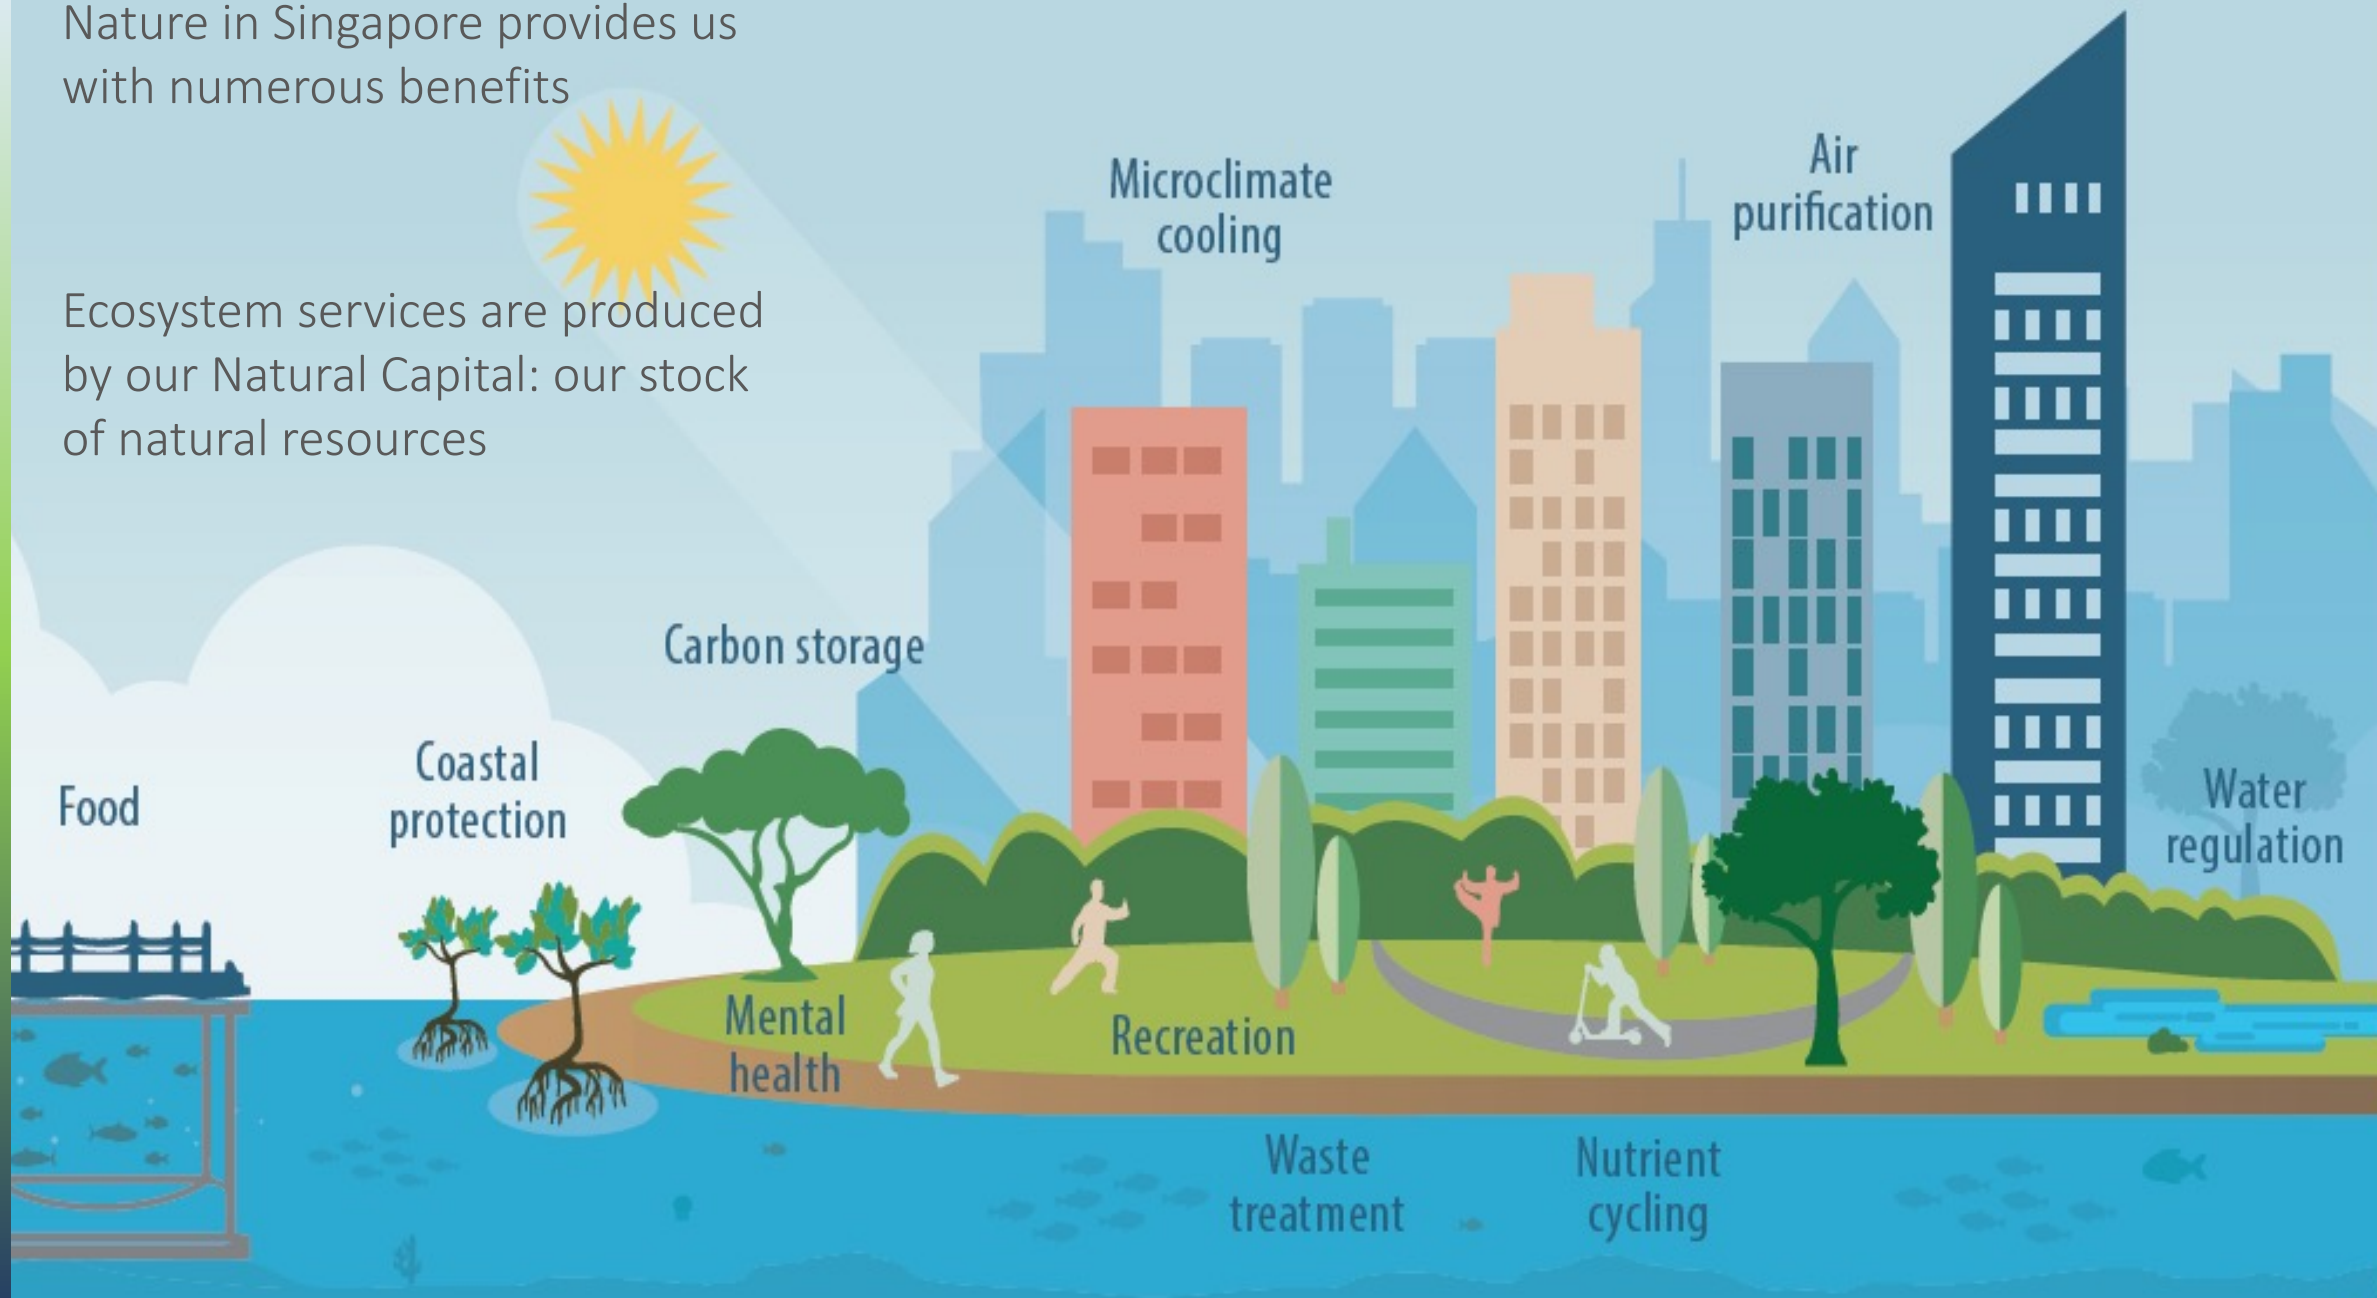 Nature in Singapore provides us
with numerous benefits
Ecosystem services are produced
by our Natural Capital: our stock
of natural resources
Microclimate
cooling
Air
purification
Carbon storage
Coastal
protection
Food
Water
regulation
Mental
health
Recreation
Waste
treatment
Nutrient
cycling